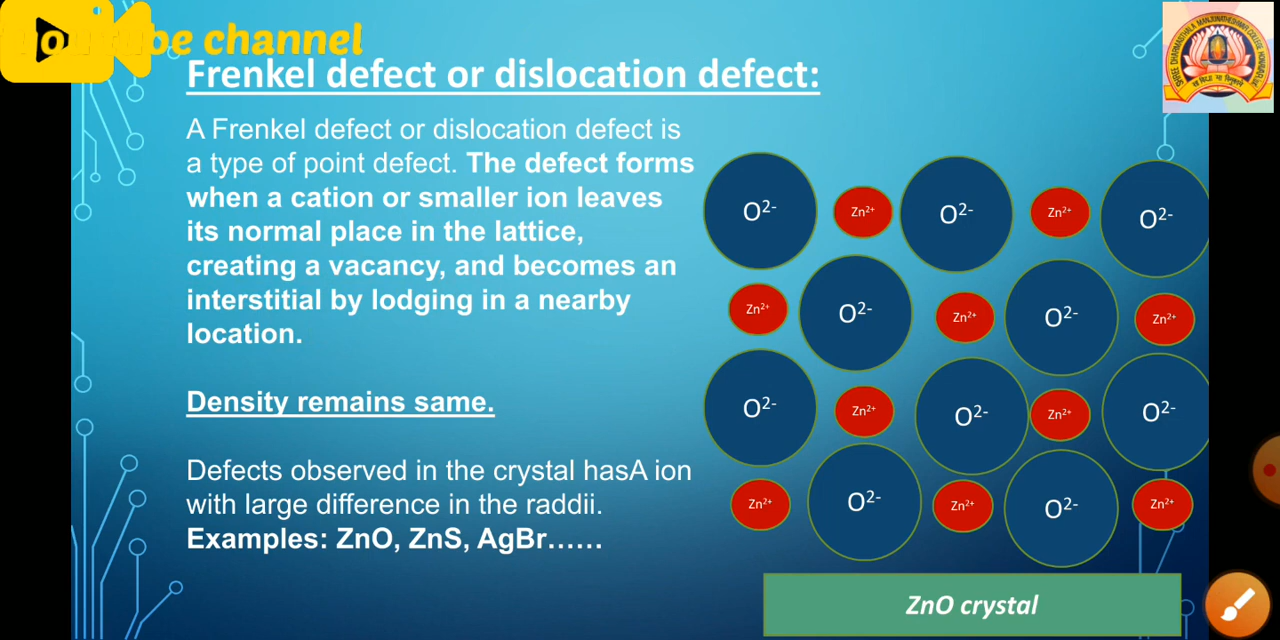 youtube channel
Frenkel defect or dislocation defect:
A Frenkel defect or dislocation defect is
a type of point defect. The defect forms
when a cation or smaller ion leaves
its normal place in the lattice,
creating a vacancy, and becomes an
interstitial by lodging in a nearby
location.
Density remains same.
Defects observed in the crystal hasA ion
with large difference in the raddii.
Examples: ZnO, ZnS, AgBr......
O²⁻ Zn²⁺ O²⁻ Zn²⁺ O²⁻
Zn²⁺ O²⁻ Zn²⁺ O²⁻ Zn²⁺
O²⁻ Zn²⁺ O²⁻ Zn²⁺ O²⁻
Zn²⁺ O²⁻ Zn²⁺ O²⁻ Zn²⁺
ZnO crystal